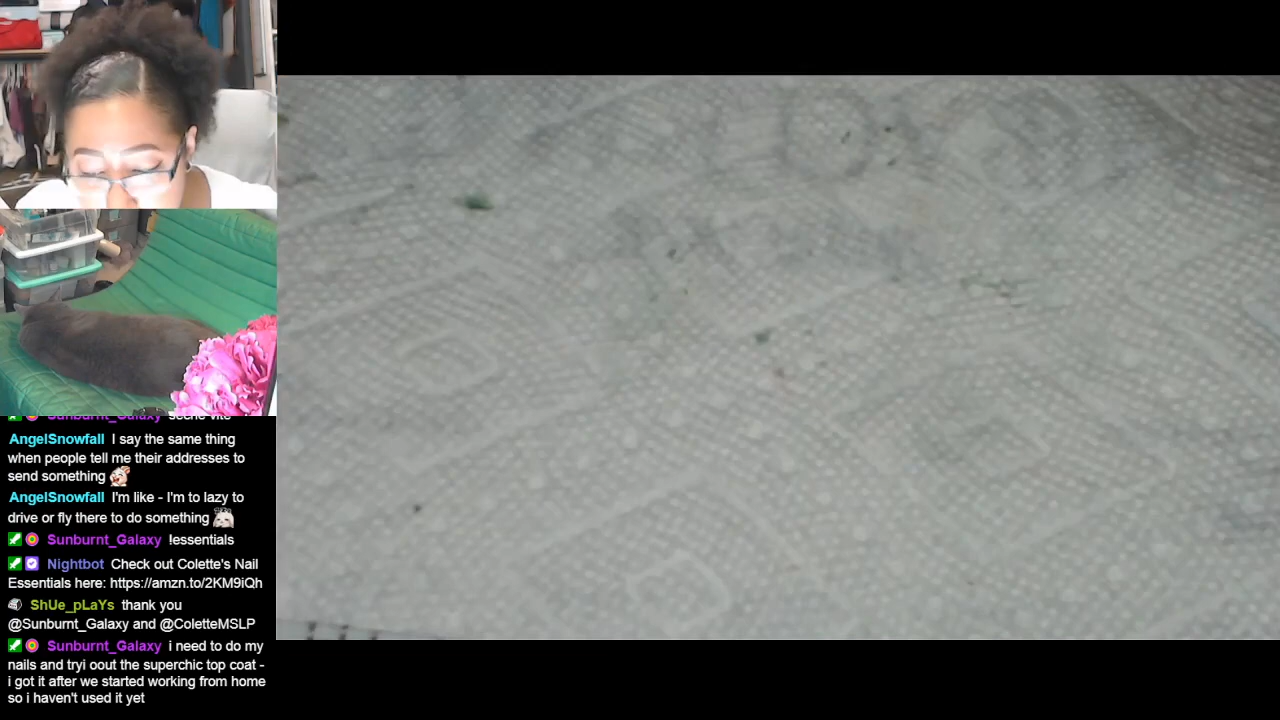 Sunburnt_Galaxy seche vite
AngelSnowfall I say the same thing
when people tell me their addresses to
send something
AngelSnowfall I'm like - I'm to lazy to
drive or fly there to do something
Sunburnt_Galaxy !essentials
Nightbot Check out Colette's Nail
Essentials here: https://amzn.to/2KM9iQh
ShUe_pLaYs thank you
@Sunburnt_Galaxy and @ColetteMSLP
Sunburnt_Galaxy i need to do my
nails and tryi oout the superchic top coat -
i got it after we started working from home
so i haven't used it yet